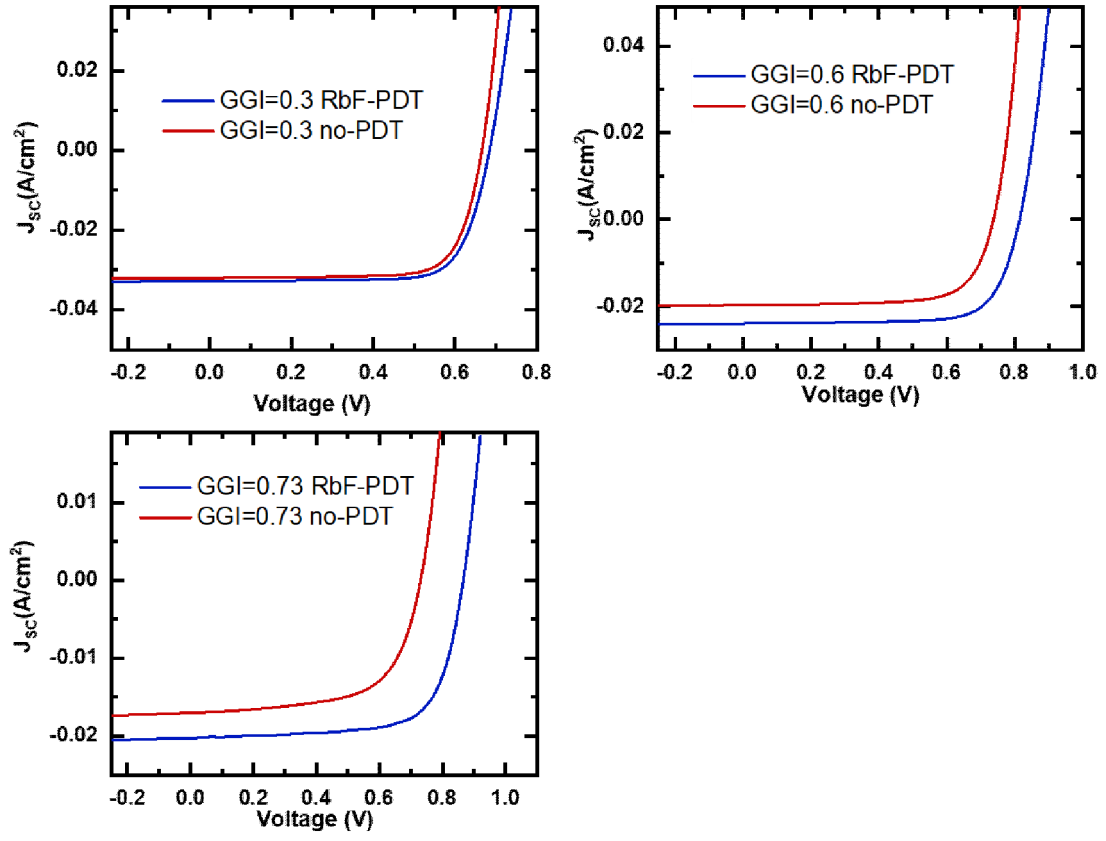 0.02
0.00
-0.02
-0.04
J_SC(A/cm²)
GGI=0.3 RbF-PDT
GGI=0.3 no-PDT
-0.2 0.0 0.2 0.4 0.6 0.8
Voltage (V)
0.04
0.02
0.00
-0.02
J_SC(A/cm²)
GGI=0.6 RbF-PDT
GGI=0.6 no-PDT
-0.2 0.0 0.2 0.4 0.6 0.8 1.0
Voltage (V)
0.01
0.00
-0.01
-0.02
J_SC(A/cm²)
GGI=0.73 RbF-PDT
GGI=0.73 no-PDT
-0.2 0.0 0.2 0.4 0.6 0.8 1.0
Voltage (V)